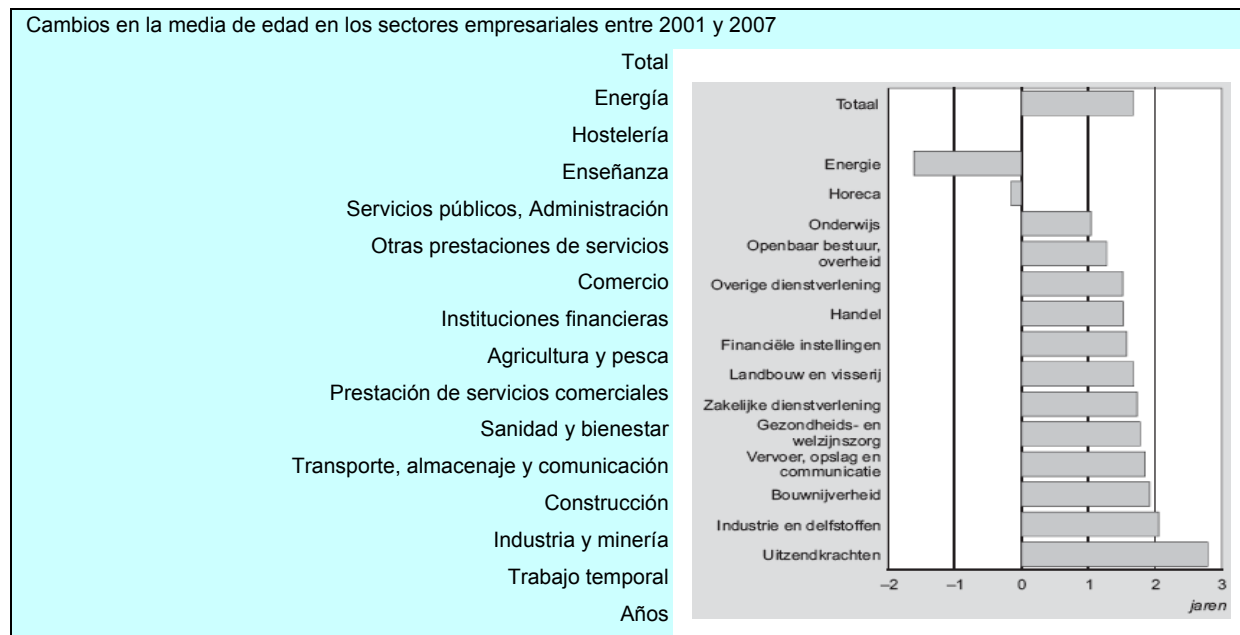 Cambios en la media de edad en los sectores empresariales entre 2001 y 2007
Total
Energía
Hostelería
Enseñanza
Servicios públicos, Administración
Otras prestaciones de servicios
Comercio
Instituciones financieras
Agricultura y pesca
Prestación de servicios comerciales
Sanidad y bienestar
Transporte, almacenaje y comunicación
Construcción
Industria y minería
Trabajo temporal
Años
Totaal
Energie
Horeca
Onderwijs
Openbaar bestuur,
overheid
Overige dienstverlening
Handel
Financiële instellingen
Landbouw en visserij
Zakelijke dienstverlening
Gezondheids- en
welzijnszorg
Vervoer, opslag en
communicatie
Bouwnijverheid
Industrie en delfstoffen
Uitzendkrachten
–2 –1 0 1 2 3
jaren